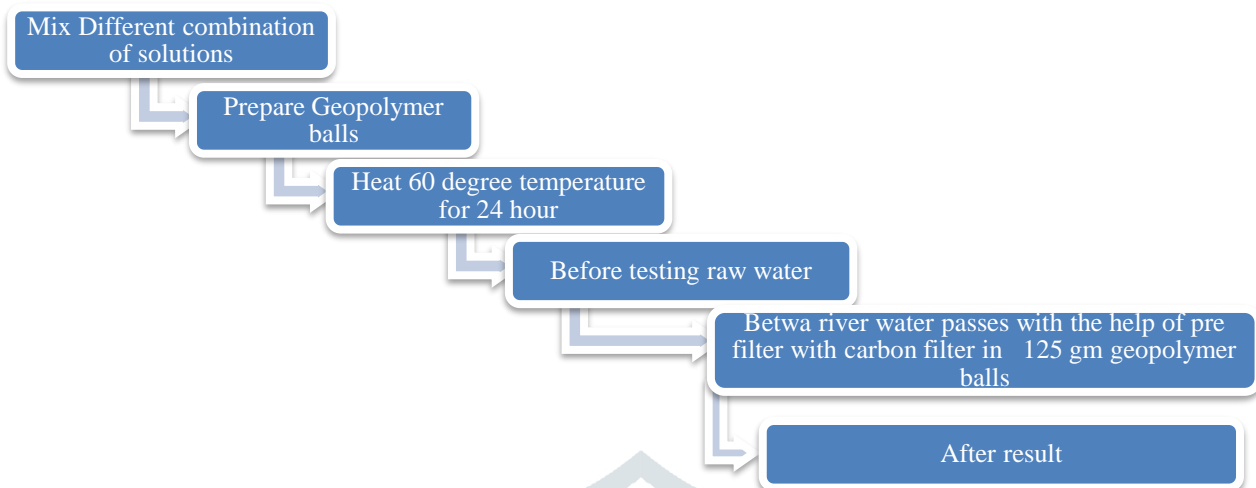 Mix Different combination
of solutions
Prepare Geopolymer
balls
Heat 60 degree temperature
for 24 hour
Before testing raw water
Betwa river water passes with the help of pre
filter with carbon filter in 125 gm geopolymer
balls
After result